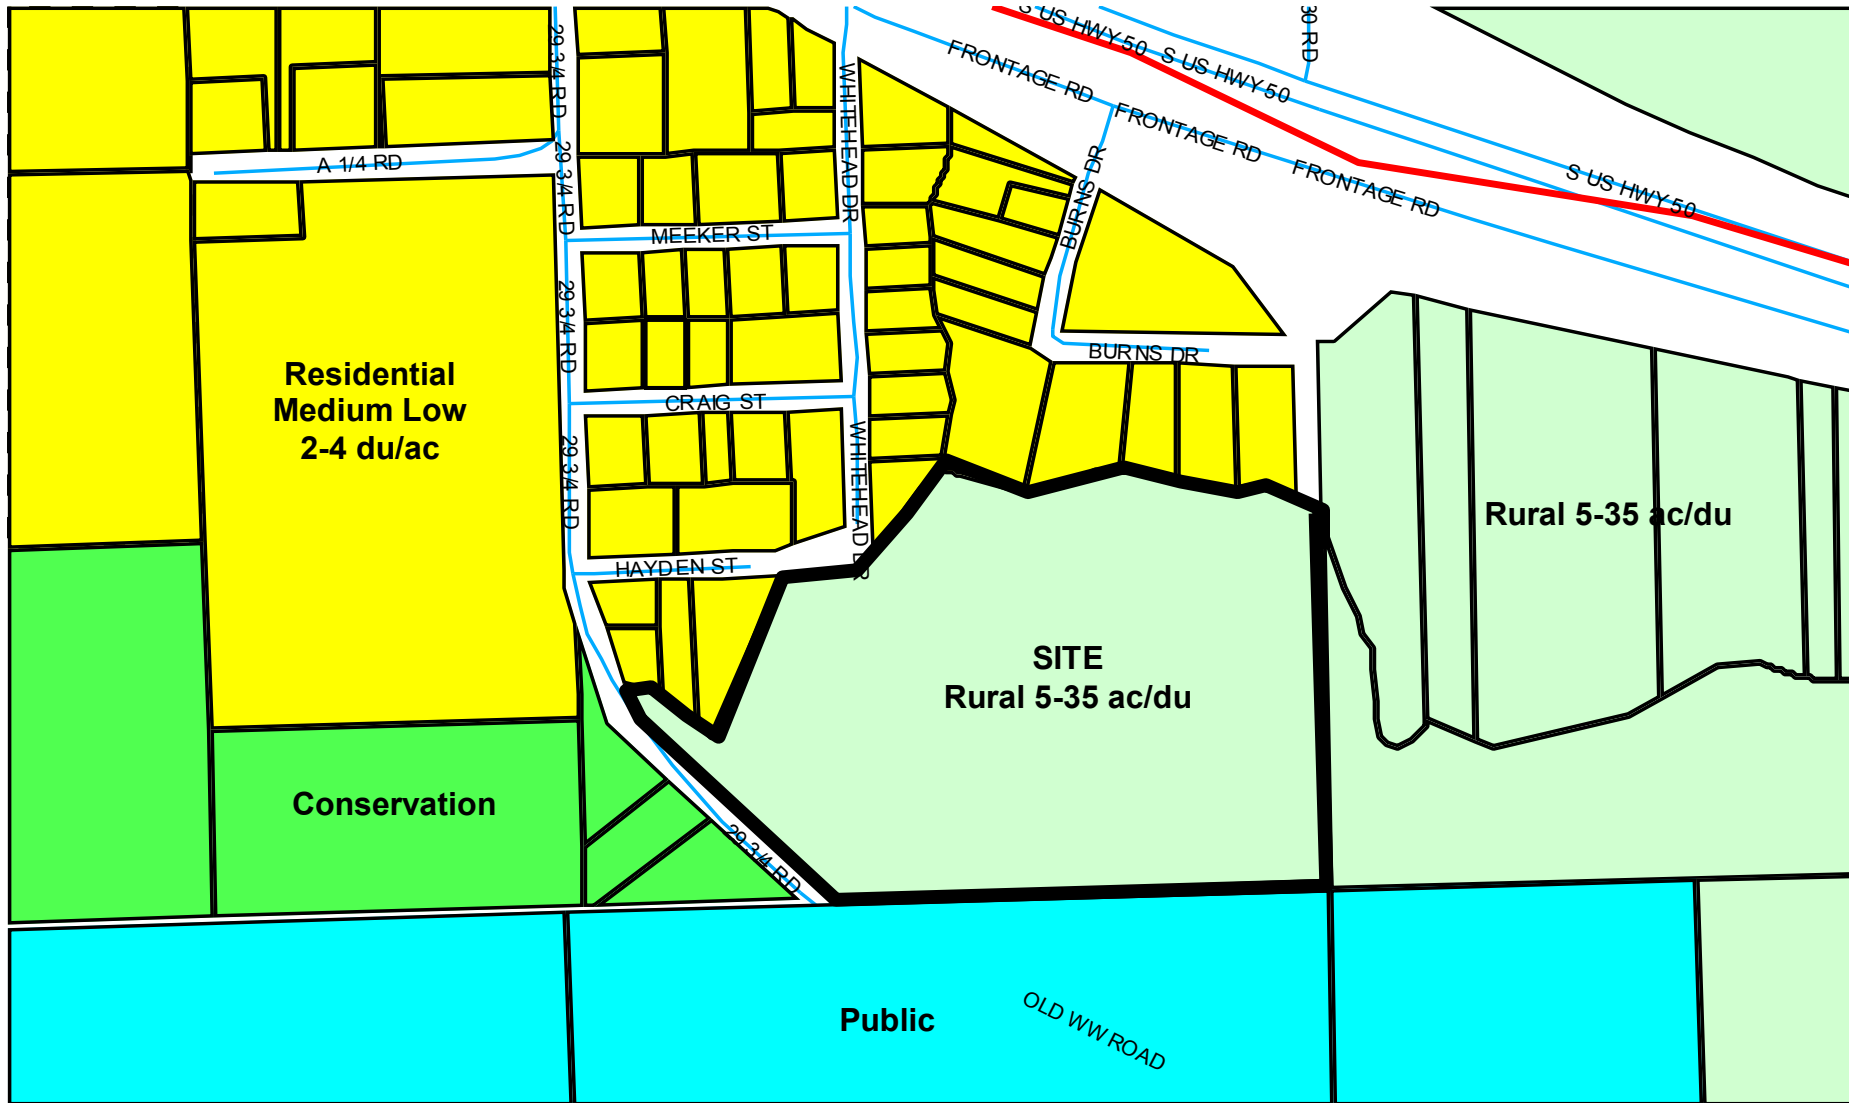 S US HWY 50
S US HWY 50
30 RD
FRONTAGE RD
FRONTAGE RD
FRONTAGE RD
S US HWY 50
29 3/4 RD
WHITEHEAD DR
A 1/4 RD
29 3/4 RD
BURNS DR
MEEKER ST
29 3/4 RD
BURNS DR
Residential
Medium Low
2-4 du/ac
CRAIG ST
29 3/4 RD
WHITEHEAD DR
Rural 5-35 ac/du
HAYDEN ST
SITE
Rural 5-35 ac/du
Conservation
29 3/4 RD
Public
OLD WW ROAD